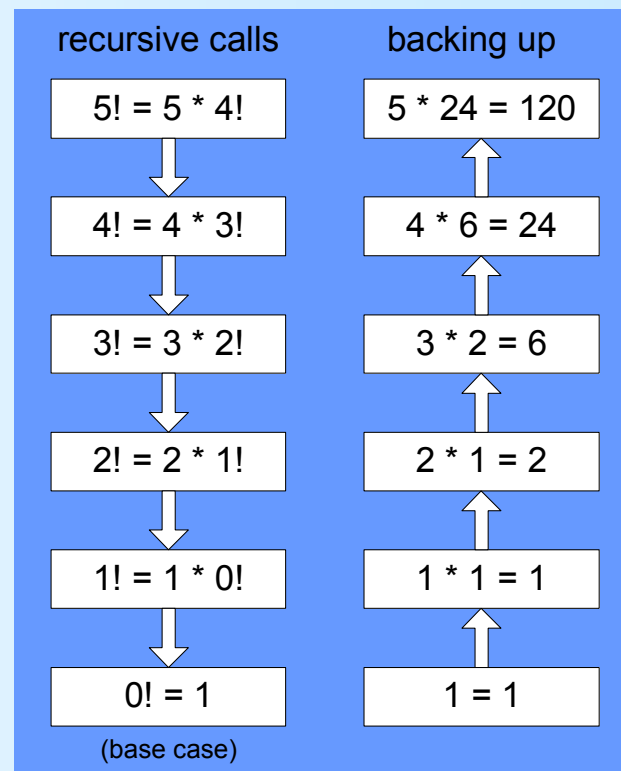 recursive calls
5! = 5 * 4!
4! = 4 * 3!
3! = 3 * 2!
2! = 2 * 1!
1! = 1 * 0!
0! = 1
(base case)
backing up
5 * 24 = 120
4 * 6 = 24
3 * 2 = 6
2 * 1 = 2
1 * 1 = 1
1 = 1